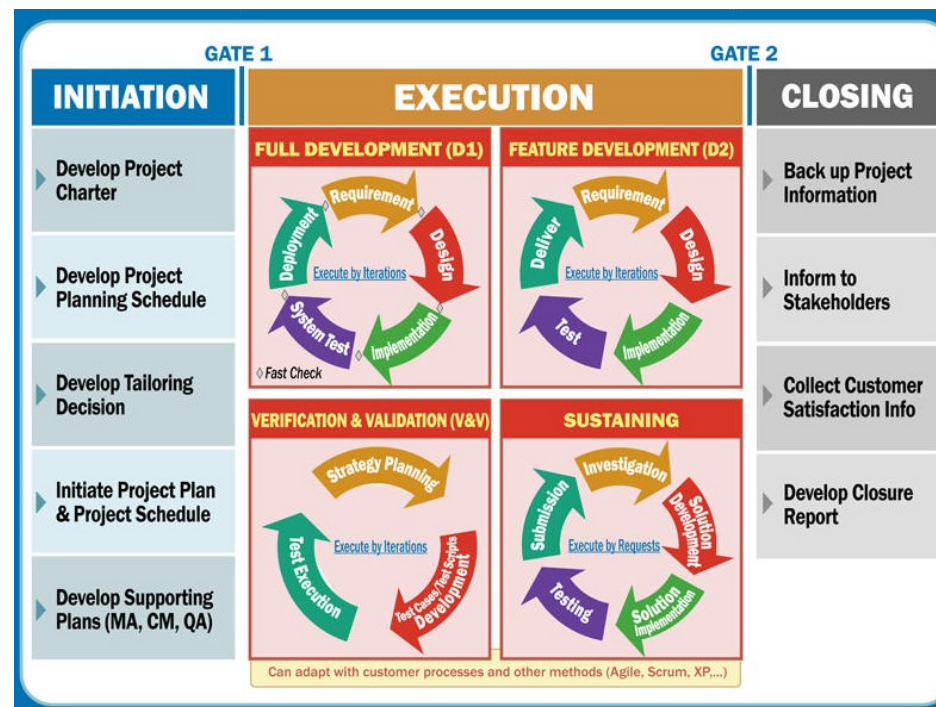 GATE 1
GATE 2
INITIATION
Develop Project
Charter
Develop Project
Planning Schedule
Develop Tailoring
Decision
Initiate Project Plan
& Project Schedule
Develop Supporting
Plans (MA, CM, QA)
EXECUTION
FULL DEVELOPMENT (D1)
Requirement
Design
Implementation
System Test
Deployment
Execute by Iterations
Fast Check
FEATURE DEVELOPMENT (D2)
Requirement
Design
Implementation
Test
Deliver
Execute by Iterations
VERIFICATION & VALIDATION (V&V)
Strategy Planning
Test Cases/Test Scripts
Development
Test Execution
Execute by Iterations
SUSTAINING
Investigation
Solution
Development
Solution
Implementation
Testing
Submission
Execute by Requests
Can adapt with customer processes and other methods (Agile, Scrum, XP,...)
CLOSING
Back up Project
Information
Inform to
Stakeholders
Collect Customer
Satisfaction Info
Develop Closure
Report